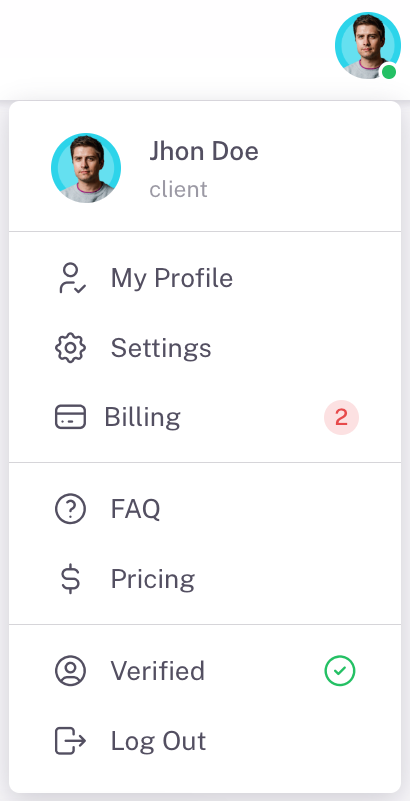 Jhon Doe
client
My Profile
Settings
Billing
2
FAQ
Pricing
Verified
Log Out